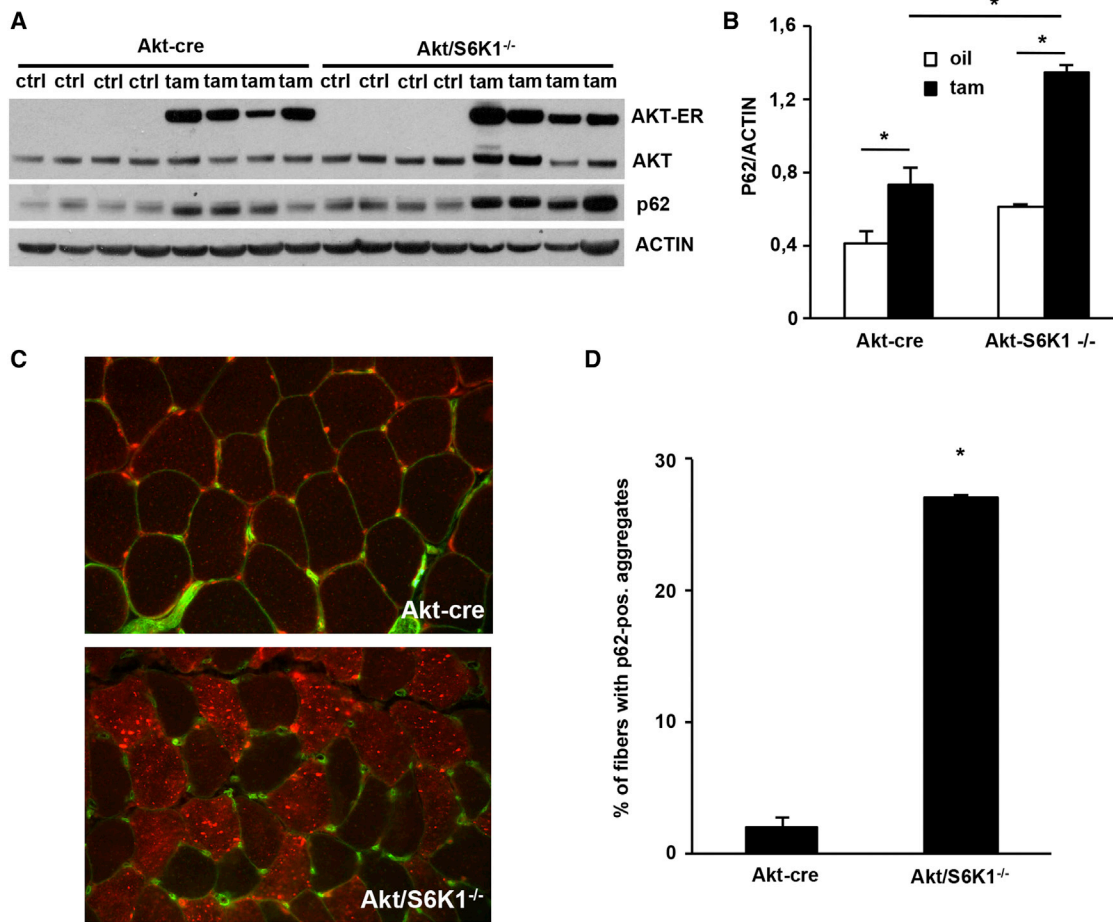 A
Akt-cre Akt/S6K1-/-
ctrl ctrl ctrl ctrl tam tam tam tam ctrl ctrl ctrl ctrl tam tam tam tam
AKT-ER
AKT
p62
ACTIN
B
*
*
*
oil
tam
P62/ACTIN
1,6
1,2
0,8
0,4
0
Akt-cre Akt-S6K1 -/-
C
Akt-cre
Akt/S6K1-/-
D
*
% of fibers with p62-pos. aggregates
30
20
10
0
Akt-cre Akt/S6K1-/-